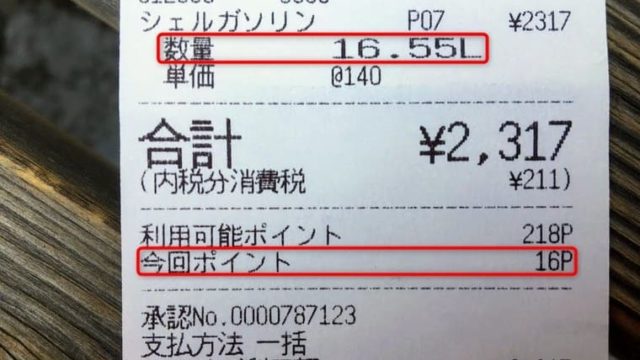 シェルガソリン P07 ¥2317
数量 16.55L
単価 @140
合計 ¥2,317
(内税分消費税 ¥211)
利用可能ポイント 218P
今回ポイント 16P
承認No.0000787123
支払方法 一括